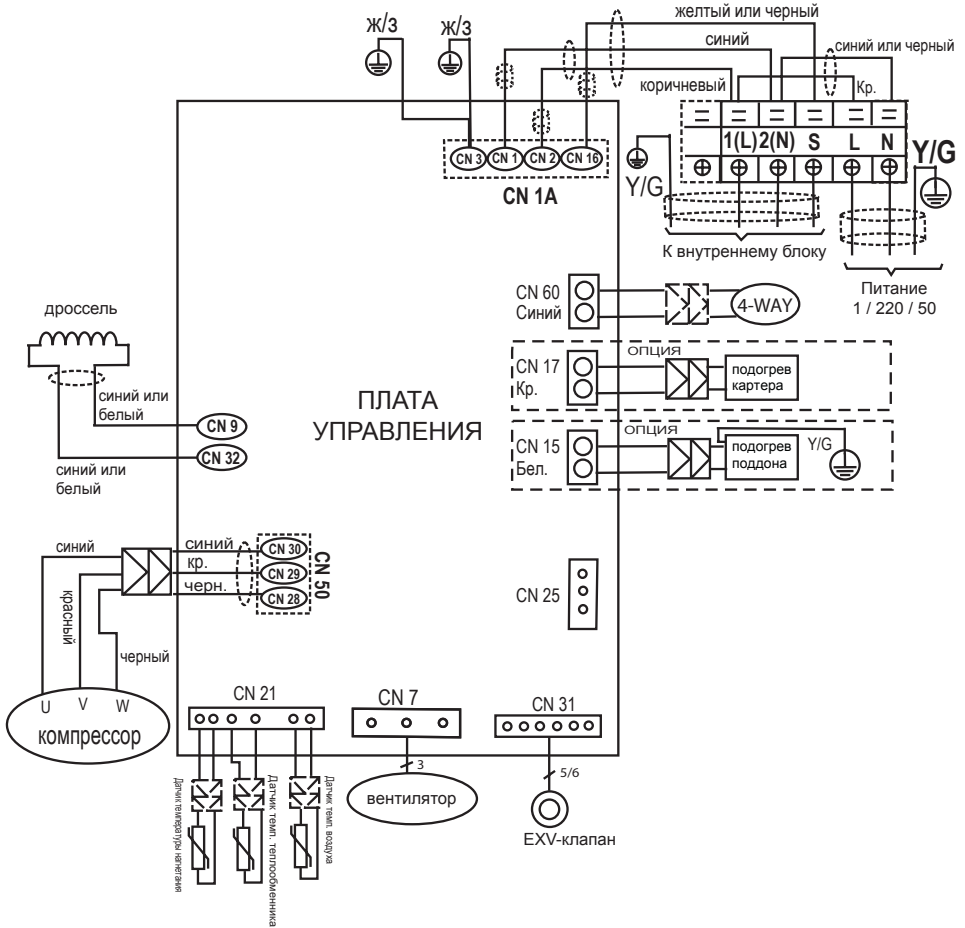 Ж/З
Ж/З
желтый или черный
синий
синий или черный
коричневый
Кр.
1(L) 2(N) S L N
Y/G
Y/G
CN 3 CN 1 CN 2 CN 16
CN 1A
К внутреннему блоку
Питание
1 / 220 / 50
CN 60
Синий
4-WAY
дроссель
ОПЦИЯ
CN 17
Кр.
подогрев
картера
синий или
белый
CN 9
ПЛАТА
УПРАВЛЕНИЯ
ОПЦИЯ
CN 15
Бел.
подогрев
поддона
Y/G
CN 32
синий или
белый
синий
синий
CN 30
кр.
CN 29
черн.
CN 28
CN 50
красный
черный
CN 25
U V W
компрессор
CN 21
CN 7
CN 31
3
5/6
Датчик температуры нагнетания
Датчик темп. теплообменника
Датчик темп. воздуха
вентилятор
EXV-клапан